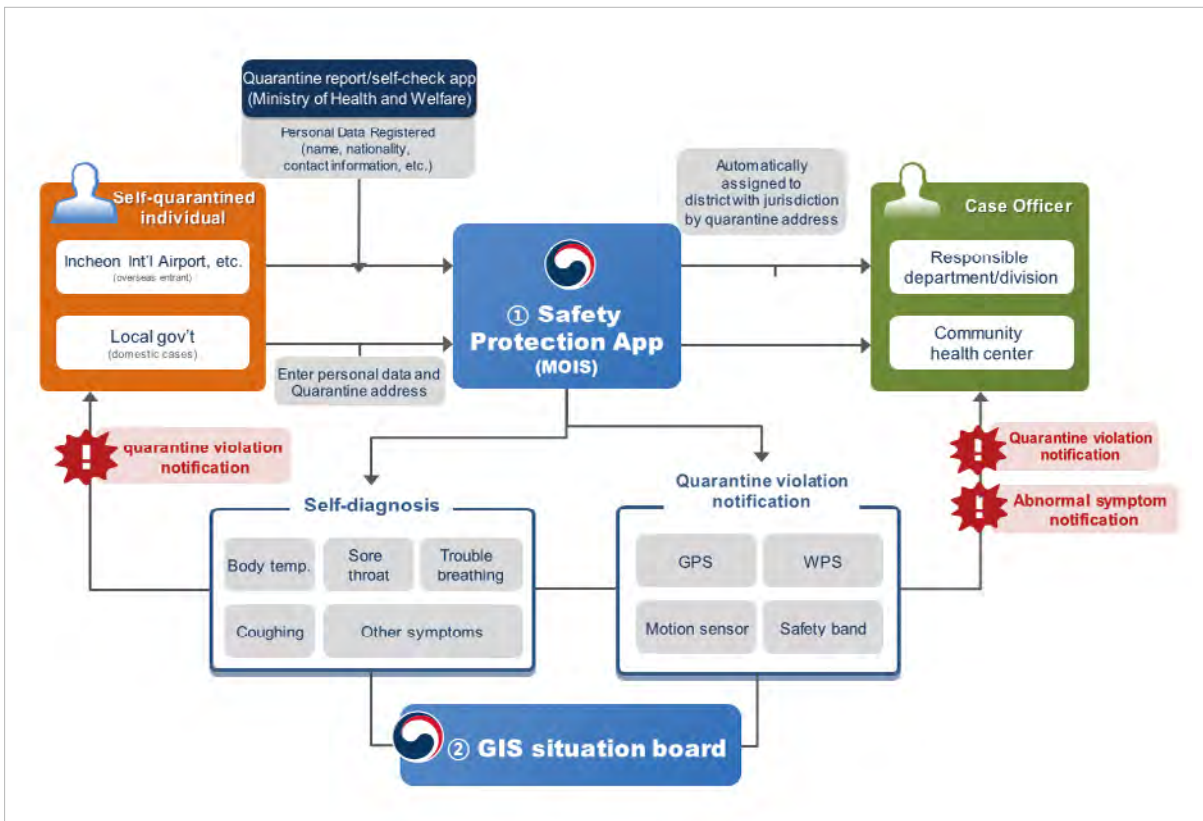 Quarantine report/self-check app
(Ministry of Health and Welfare)
Personal Data Registered
(name, nationality,
contact information, etc.)
Self-quarantined
individual
Incheon Int'l Airport, etc.
(overseas entrant)
Local gov't
(domestic cases)
Enter personal data and
Quarantine address
① Safety
Protection App
(MOIS)
Automatically
assigned to
district with jurisdiction
by quarantine address
Case Officer
Responsible
department/division
Community
health center
quarantine violation
notification
Quarantine violation
notification
Abnormal symptom
notification
Self-diagnosis
Body temp.
Sore
throat
Trouble
breathing
Coughing
Other symptoms
Quarantine violation
notification
GPS
WPS
Motion sensor
Safety band
② GIS situation board